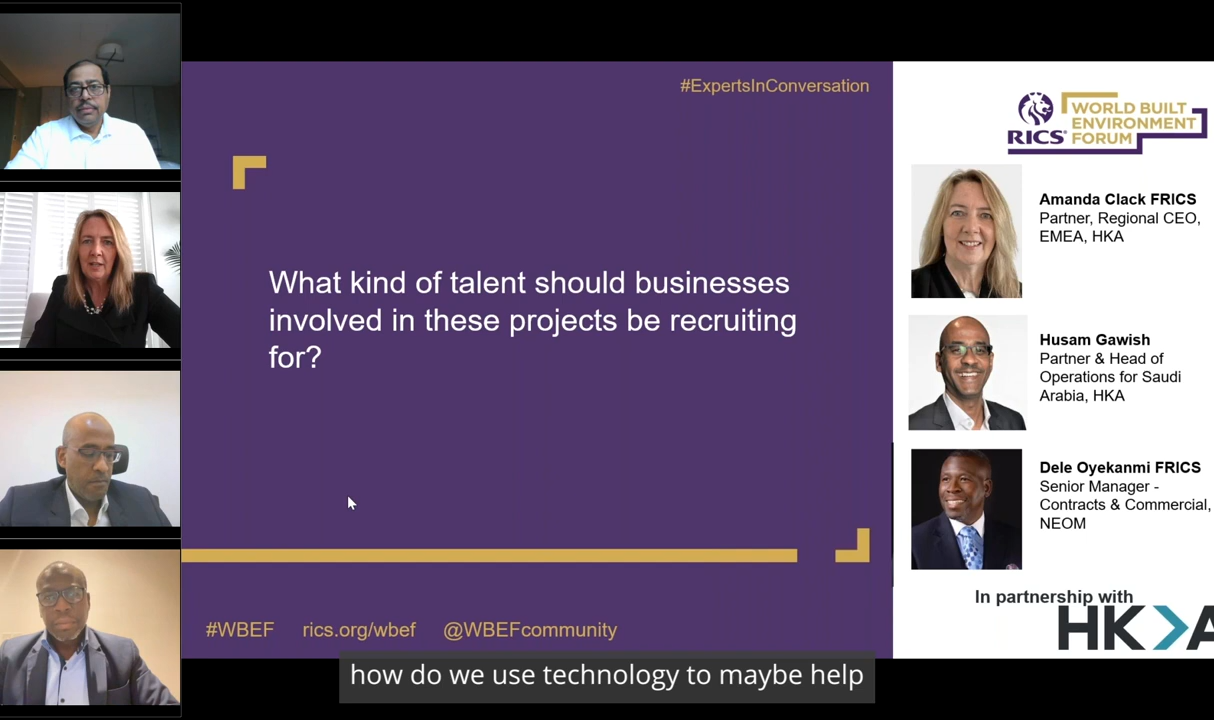 #ExpertsInConversation
What kind of talent should businesses
involved in these projects be recruiting
for?
#WBEF rics.org/wbef @WBEFcommunity
RICS®
WORLD BUILT
ENVIRONMENT
FORUM
Amanda Clack FRICS
Partner, Regional CEO,
EMEA, HKA
Husam Gawish
Partner & Head of
Operations for Saudi
Arabia, HKA
Dele Oyekanmi FRICS
Senior Manager -
Contracts & Commercial,
NEOM
In partnership with
HKA
how do we use technology to maybe help